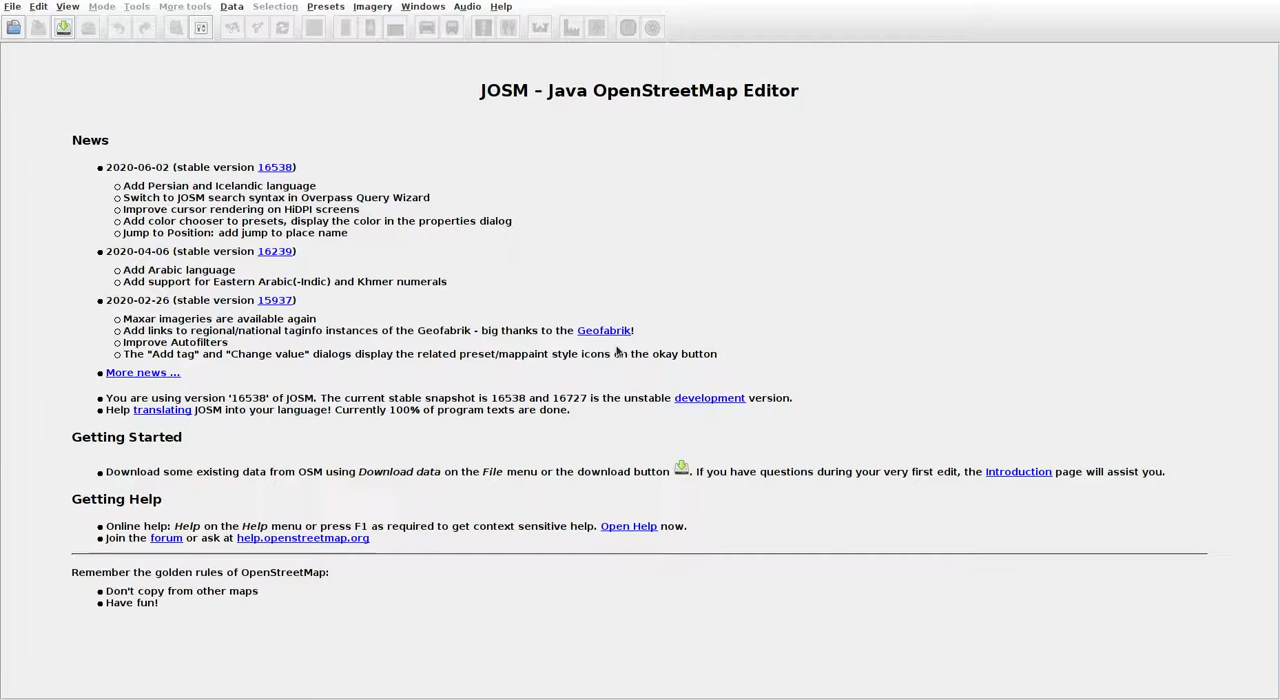 File Edit View Mode Tools More tools Data Selection Presets Imagery Windows Audio Help
JOSM – Java OpenStreetMap Editor
News
2020-06-02 (stable version 16538)
Add Persian and Icelandic language
Switch to JOSM search syntax in Overpass Query Wizard
Improve cursor rendering on HiDPI screens
Add color chooser to presets, display the color in the properties dialog
Jump to Position: add jump to place name
2020-04-06 (stable version 16239)
Add Arabic language
Add support for Eastern Arabic(-Indic) and Khmer numerals
2020-02-26 (stable version 15937)
Maxar imageries are available again
Add links to regional/national taginfo instances of the Geofabrik - big thanks to the Geofabrik!
Improve Autofilters
The "Add tag" and "Change value" dialogs display the related preset/mappaint style icons on the okay button
More news ...
You are using version '16538' of JOSM. The current stable snapshot is 16538 and 16727 is the unstable development version.
Help translating JOSM into your language! Currently 100% of program texts are done.
Getting Started
Download some existing data from OSM using Download data on the File menu or the download button . If you have questions during your very first edit, the Introduction page will assist you.
Getting Help
Online help: Help on the Help menu or press F1 as required to get context sensitive help. Open Help now.
Join the forum or ask at help.openstreetmap.org
Remember the golden rules of OpenStreetMap:
Don't copy from other maps
Have fun!